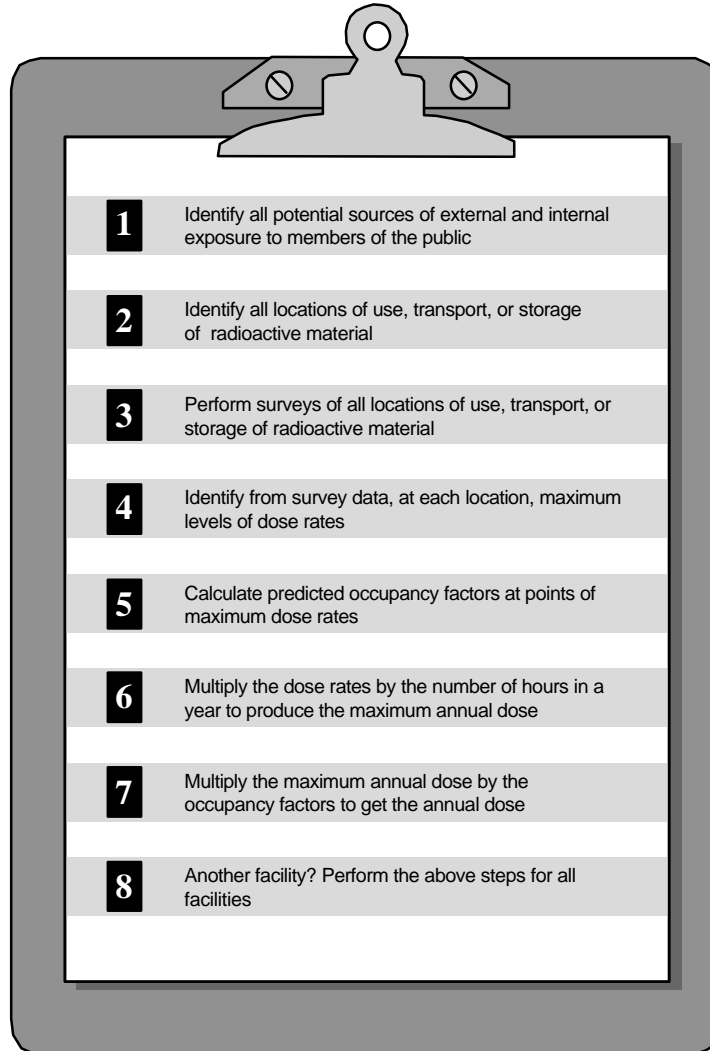 1
Identify all potential sources of external and internal
exposure to members of the public
2
Identify all locations of use, transport, or storage
of radioactive material
3
Perform surveys of all locations of use, transport, or
storage of radioactive material
4
Identify from survey data, at each location, maximum
levels of dose rates
5
Calculate predicted occupancy factors at points of
maximum dose rates
6
Multiply the dose rates by the number of hours in a
year to produce the maximum annual dose
7
Multiply the maximum annual dose by the
occupancy factors to get the annual dose
8
Another facility? Perform the above steps for all
facilities